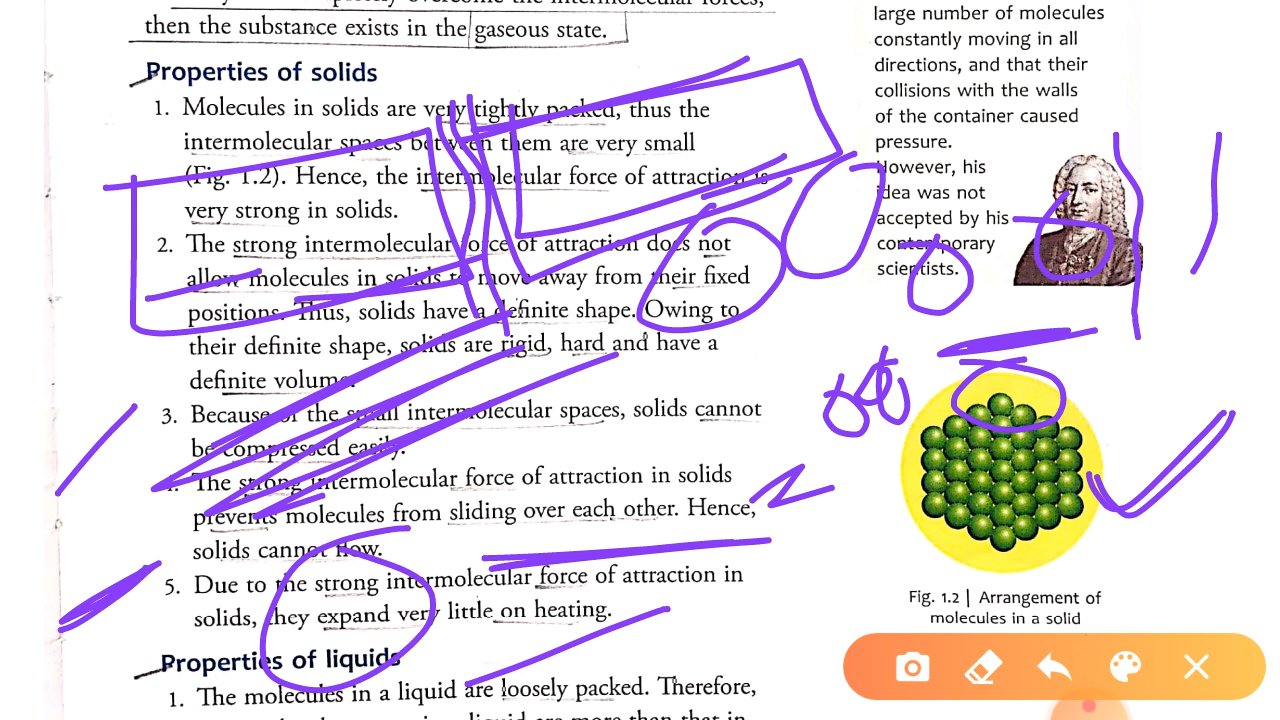 then the substance exists in the gaseous state.
Properties of solids
1. Molecules in solids are very tightly packed, thus the
intermolecular spaces between them are very small
(Fig. 1.2). Hence, the intermolecular force of attraction is
very strong in solids.
2. The strong intermolecular force of attraction does not
allow molecules in solids to move away from their fixed
positions. Thus, solids have a definite shape. Owing to
their definite shape, solids are rigid, hard and have a
definite volume.
3. Because of the small intermolecular spaces, solids cannot
be compressed easily.
4. The strong intermolecular force of attraction in solids
prevents molecules from sliding over each other. Hence,
solids cannot flow.
5. Due to the strong intermolecular force of attraction in
solids, they expand very little on heating.
Properties of liquids
1. The molecules in a liquid are loosely packed. Therefore,
large number of molecules
constantly moving in all
directions, and that their
collisions with the walls
of the container caused
pressure.
However, his
idea was not
accepted by his
contemporary
scientists.
Fig. 1.2 | Arrangement of
molecules in a solid